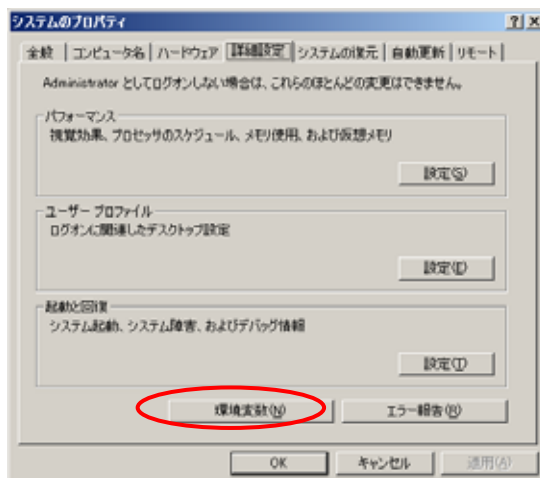 システムのプロパティ
全般 コンピュータ名 ハードウェア 詳細設定 システムの復元 自動更新 リモート
Administrator としてログオンしない場合は、これらのほとんどの変更はできません。
パフォーマンス
視覚効果、プロセッサのスケジュール、メモリ使用、および仮想メモリ
設定(S)
ユーザー プロファイル
ログオンに関連したデスクトップ設定
設定(E)
起動と回復
システム起動、システム障害、およびデバッグ情報
設定(T)
環境変数(N) エラー報告(R)
OK キャンセル 適用(A)